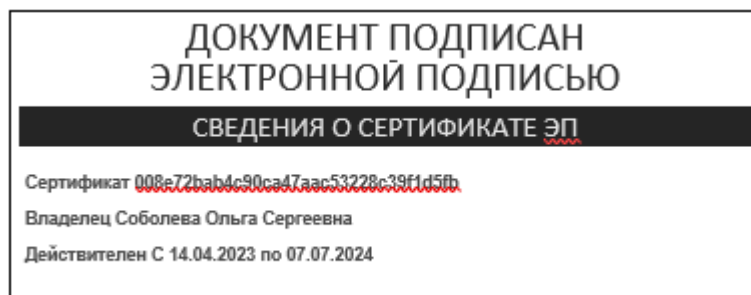 ДОКУМЕНТ ПОДПИСАН
ЭЛЕКТРОННОЙ ПОДПИСЬЮ
СВЕДЕНИЯ О СЕРТИФИКАТЕ ЭП
Сертификат 008e72bab4c90ca47aac53228c39f1d5fb
Владелец Соболева Ольга Сергеевна
Действителен С 14.04.2023 по 07.07.2024